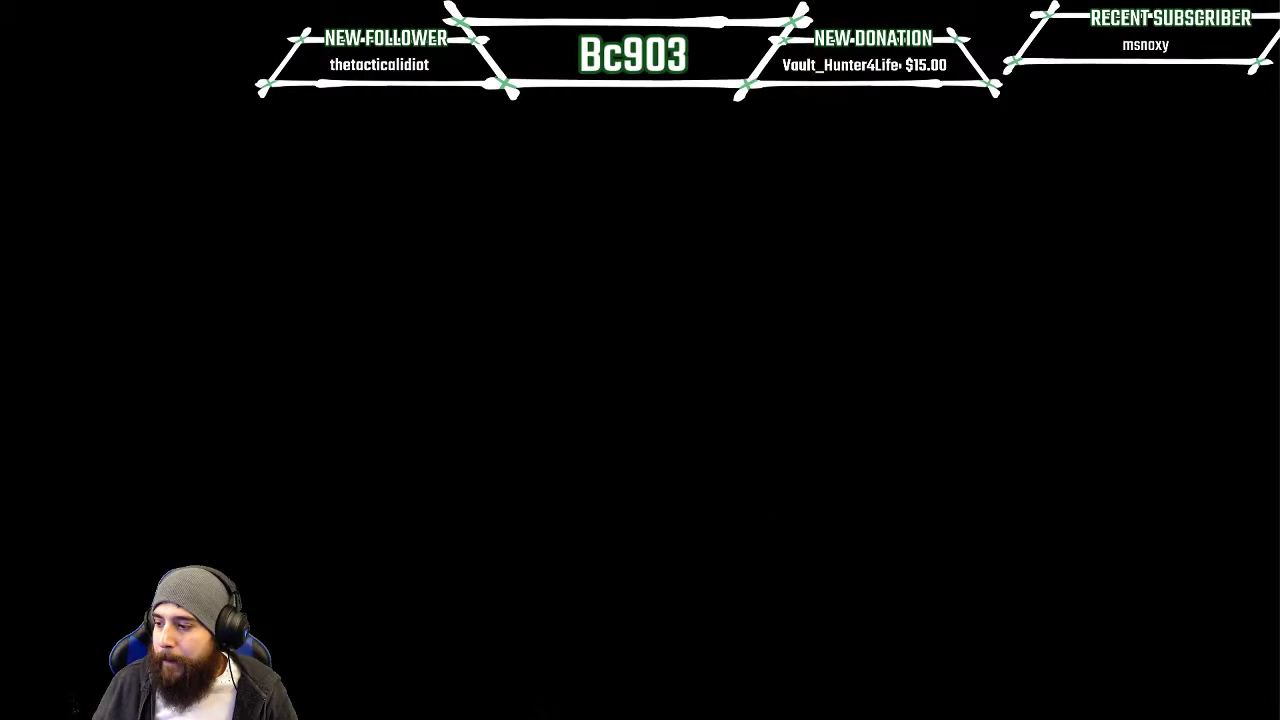 NEW FOLLOWER
thetacticalidiot
Bc903
NEW DONATION
Vault_Hunter4Life: $15.00
RECENT SUBSCRIBER
msnoxy